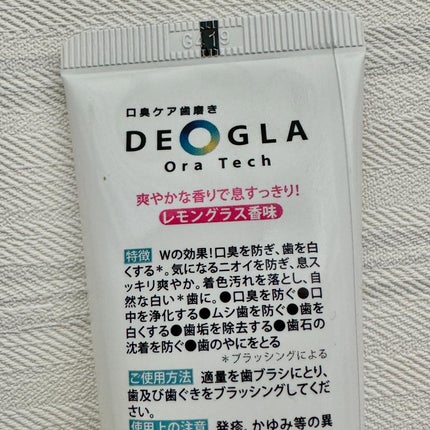 GA19
口臭ケア歯磨き
DEOGLA
Ora Tech
爽やかな香りで息すっきり!
レモングラス香味
特徴 Wの効果!口臭を防ぎ、歯を白
くする*。気になるニオイを防ぎ、息ス
ッキリ爽やか。着色汚れを落とし、自
然な白い*歯に。●口臭を防ぐ●口
中を浄化する●ムシ歯を防ぐ●歯を
白くする●歯垢を除去する●歯石の
沈着を防ぐ●歯のやにをとる
*ブラッシングによる
ご使用方法 適量を歯ブラシにとり、
歯及び歯ぐきをブラッシングしてくだ
さい。
使用上の注意 発疹、かゆみ等の異